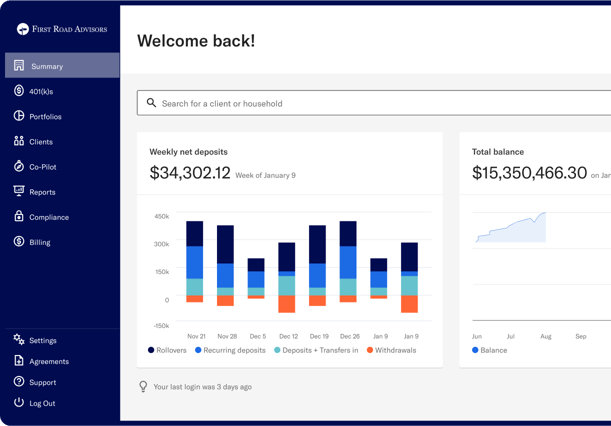 First Road Advisors
Summary
401(k)s
Portfolios
Clients
Co-Pilot
Reports
Compliance
Billing
Settings
Agreements
Support
Log Out
Welcome back!
Search for a client or household
Weekly net deposits
$34,302.12 Week of January 9
450k
300k
150k
0
-150k
Nov 21 Nov 28 Dec 5 Dec 12 Dec 19 Dec 26 Jan 9 Jan 9
Rollovers Recurring deposits Deposits + Transfers in Withdrawals
Your last login was 3 days ago
Total balance
$15,350,466.30 on Jan
Jun Jul Aug Sep
Balance